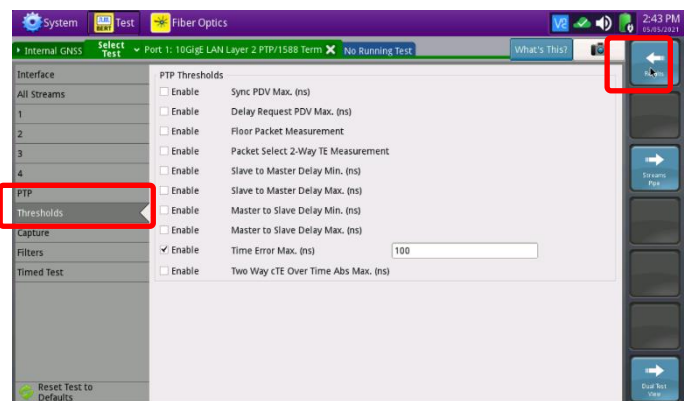 System
Test
Fiber Optics
V2
2:43 PM
05/05/2021
Internal GNSS
Select Test
Port 1: 10GigE LAN Layer 2 PTP/1588 Term
No Running Test
What's This?
Interface
All Streams
1
2
3
4
PTP
Thresholds
Capture
Filters
Timed Test
Reset Test to
Defaults
PTP Thresholds
Enable Sync PDV Max. (ns)
Enable Delay Request PDV Max. (ns)
Enable Floor Packet Measurement
Enable Packet Select 2-Way TE Measurement
Enable Slave to Master Delay Min. (ns)
Enable Slave to Master Delay Max. (ns)
Enable Master to Slave Delay Min. (ns)
Enable Master to Slave Delay Max. (ns)
Enable Time Error Max. (ns) 100
Enable Two Way cTE Over Time Abs Max. (ns)
Streams
Pipe
Dual Test
View